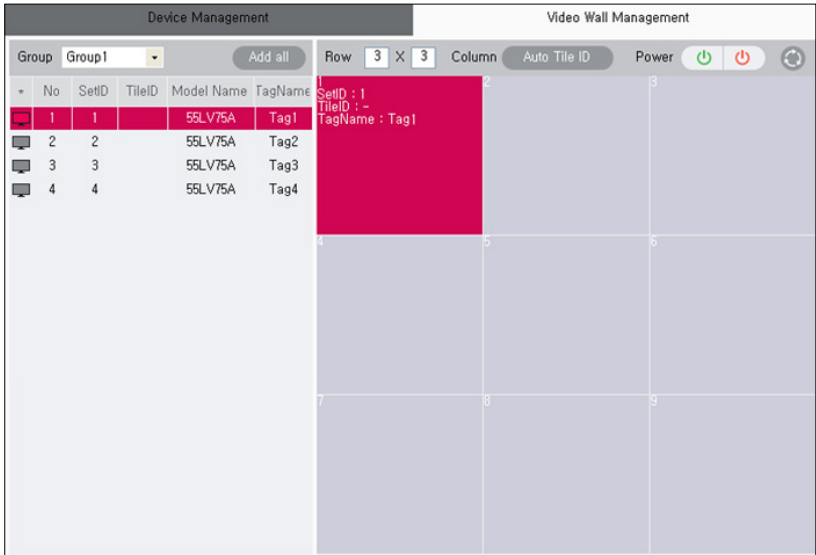 Device Management
Video Wall Management
Group Group1 Add all
Row 3 X 3 Column Auto Tile ID Power
* No SetID TileID Model Name TagName
1 1 55LV75A Tag1
2 2 55LV75A Tag2
3 3 55LV75A Tag3
4 4 55LV75A Tag4
1
SetID : 1
TileID : -
TagName : Tag1
2
3
4
5
6
7
8
9